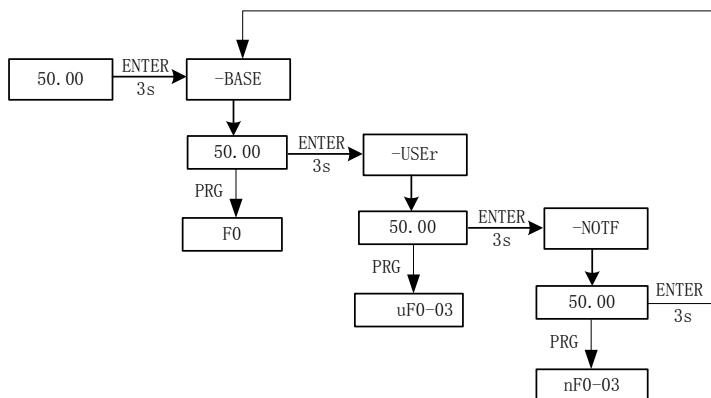 50.00
ENTER
3s
-BASE
50.00
ENTER
3s
-USEr
PRG
F0
50.00
ENTER
3s
-NOTF
PRG
uF0-03
50.00
ENTER
3s
PRG
nF0-03